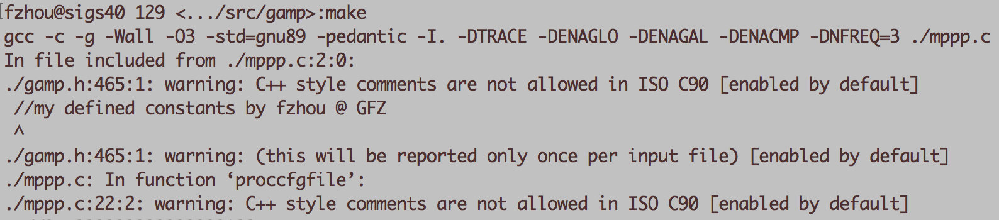 fzhou@sigs40 129 <.../src/gamp>:make
gcc -c -g -Wall -O3 -std=gnu89 -pedantic -I. -DTRACE -DENAGLO -DENAGAL -DENACMP -DNFREQ=3 ./mppp.c
In file included from ./mppp.c:2:0:
./gamp.h:465:1: warning: C++ style comments are not allowed in ISO C90 [enabled by default]
//my defined constants by fzhou @ GFZ
^
./gamp.h:465:1: warning: (this will be reported only once per input file) [enabled by default]
./mppp.c: In function ‘proccfgfile’:
./mppp.c:22:2: warning: C++ style comments are not allowed in ISO C90 [enabled by default]